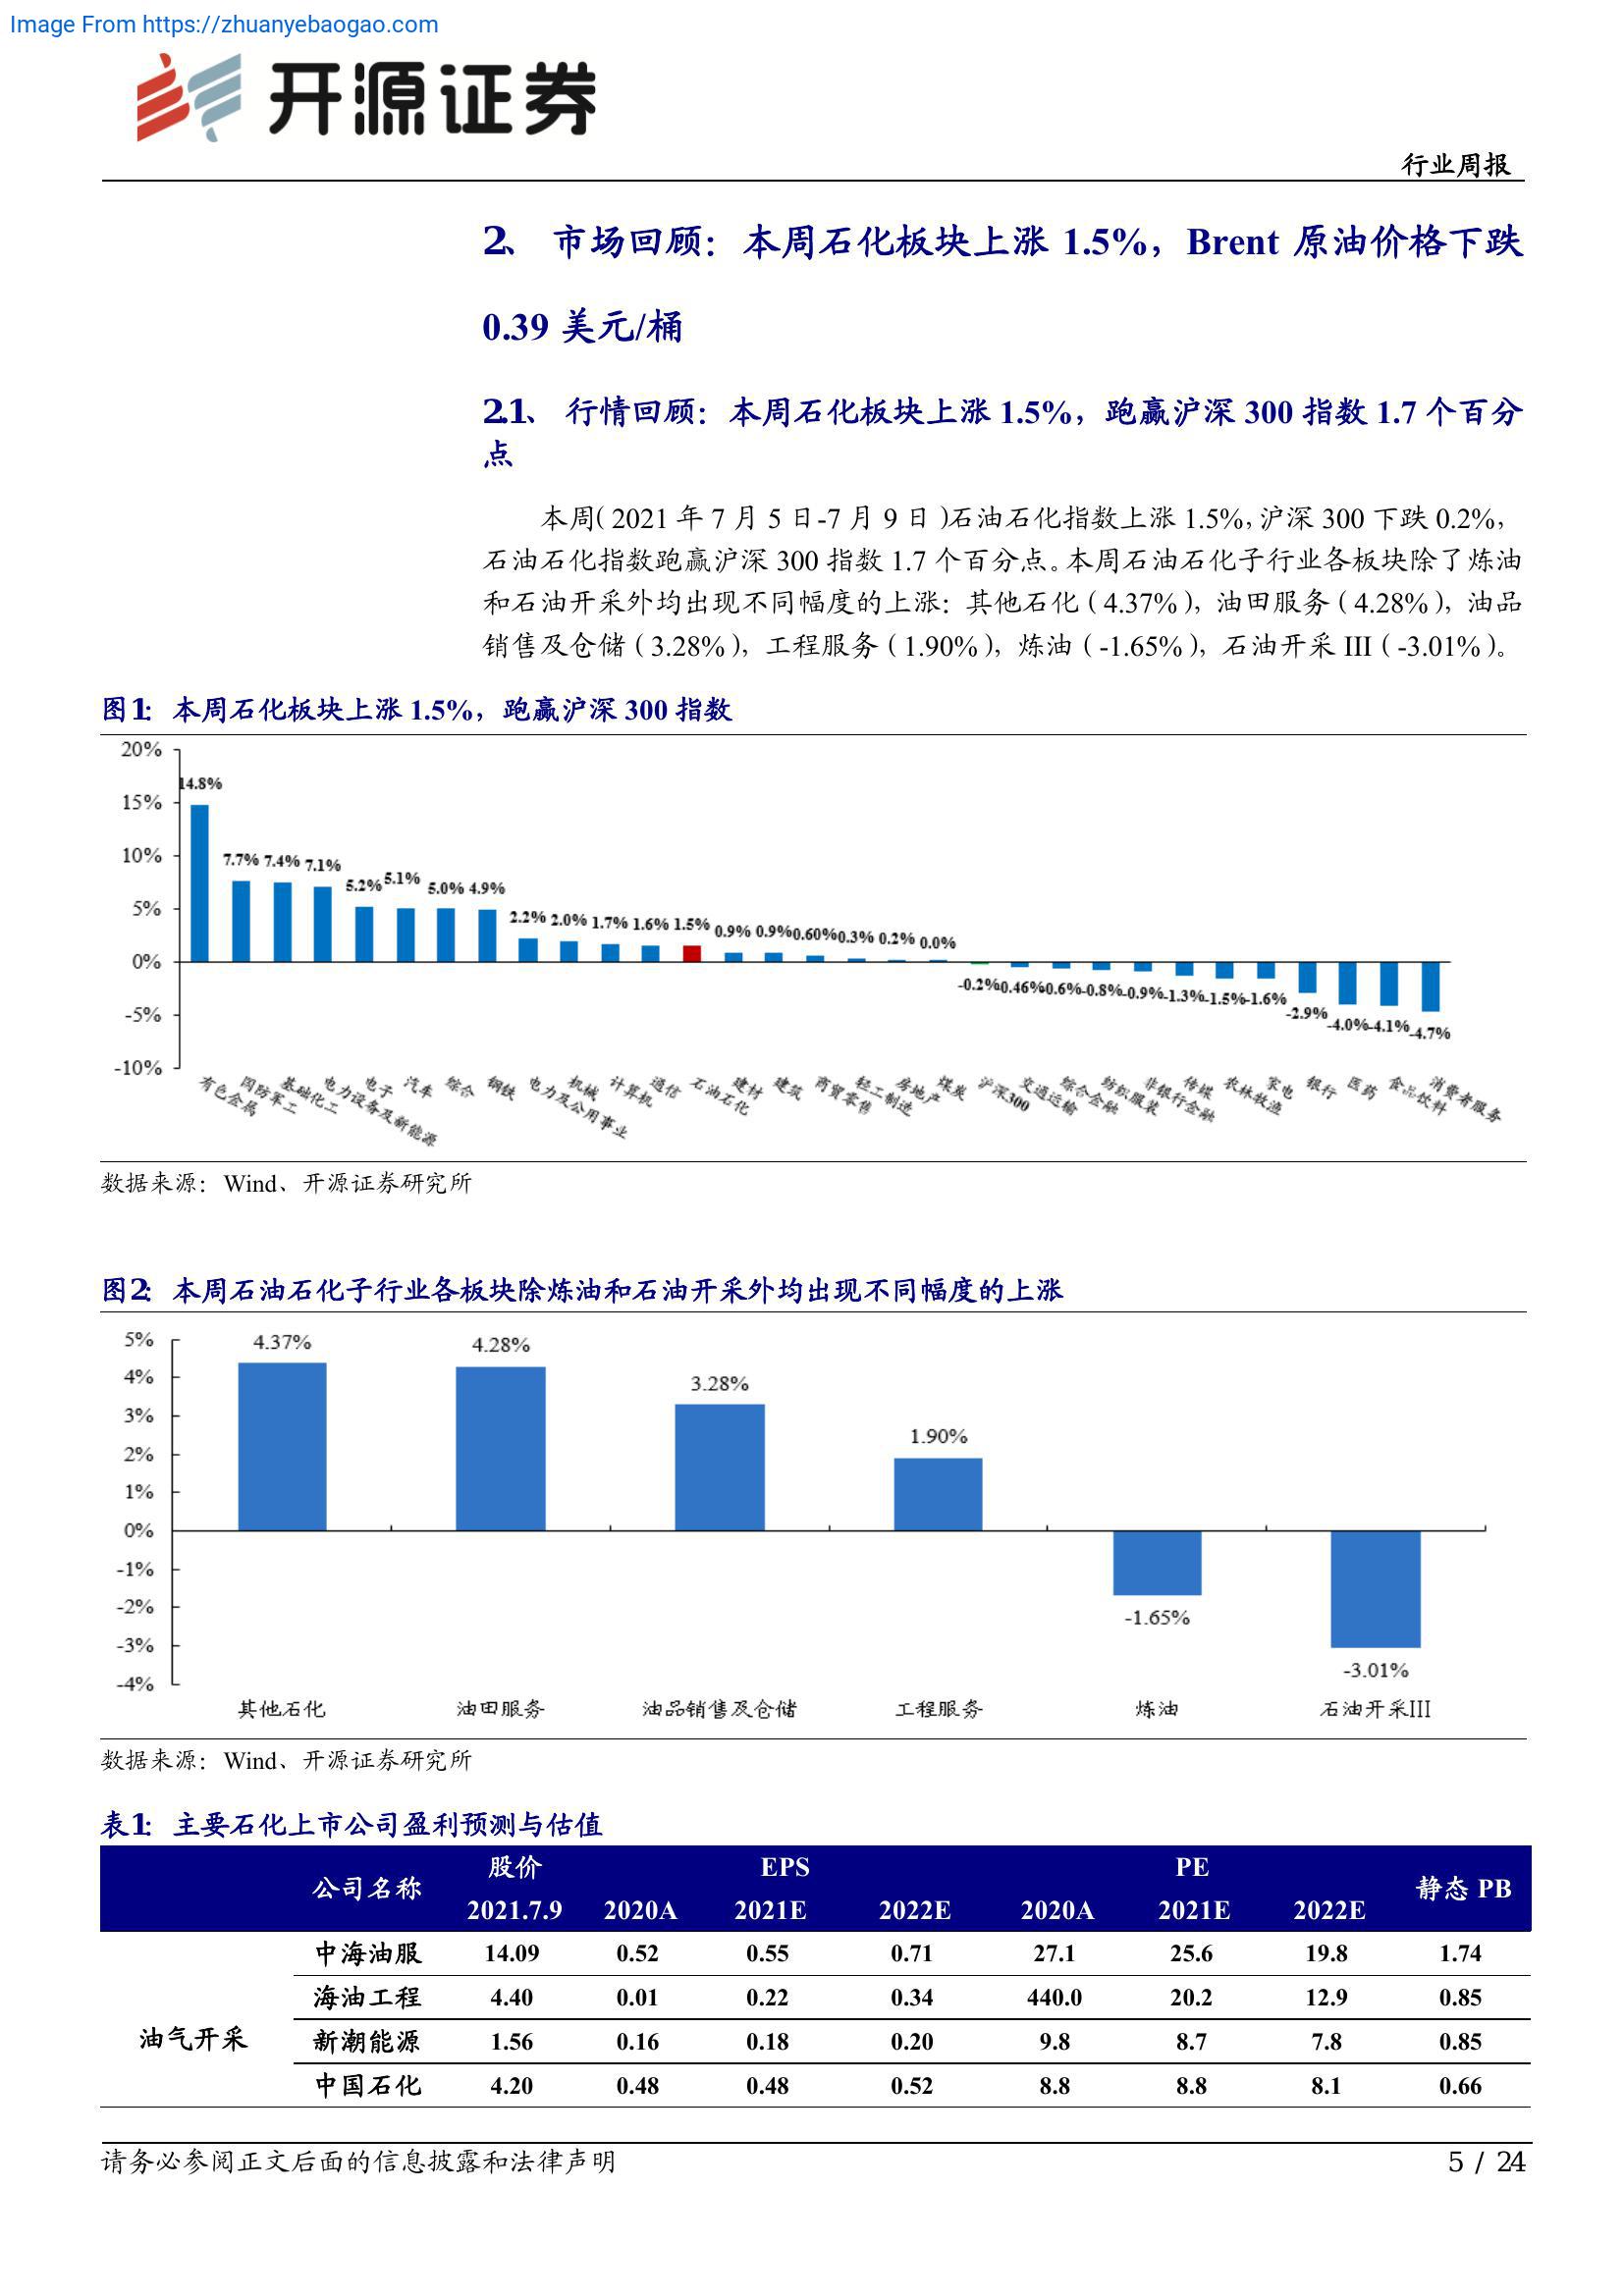 Image From https://zhuanyebaogao.com
开源证券
行业周报
2、 市场回顾：本周石化板块上涨 1.5%，Brent 原油价格下跌
0.39 美元/桶
2.1、 行情回顾：本周石化板块上涨 1.5%，跑赢沪深 300 指数 1.7 个百分
点
本周（2021 年 7 月 5 日-7 月 9 日）石油石化指数上涨 1.5%，沪深 300 下跌 0.2%，
石油石化指数跑赢沪深 300 指数 1.7 个百分点。本周石油石化子行业各板块除了炼油
和石油开采外均出现不同幅度的上涨：其他石化（4.37%），油田服务（4.28%），油品
销售及仓储（3.28%），工程服务（1.90%），炼油（-1.65%），石油开采 III（-3.01%）。
图1： 本周石化板块上涨 1.5%，跑赢沪深 300 指数
20%
15%
10%
5%
0%
-5%
-10%
14.8% 7.7% 7.4% 7.1% 5.2% 5.1% 5.0% 4.9% 2.2% 2.0% 1.7% 1.6% 1.5% 0.9% 0.9% 0.60% 0.3% 0.2% 0.0%
-0.2% -0.46% -0.6% -0.8% -0.9% -1.3% -1.5% -1.6% -2.9% -4.0% -4.1% -4.7%
有色金属 国防军工 基础化工 电力设备及新能源 电子 汽车 综合 钢铁 电力及公用事业 机械 计算机 通信 石油石化 建材 建筑 商贸零售 轻工制造 房地产 煤炭 沪深300 交通运输 综合金融 纺织服装 非银行金融 传媒 农林牧渔 家电 银行 医药 食品饮料 消费者服务
数据来源：Wind、开源证券研究所
图2： 本周石油石化子行业各板块除炼油和石油开采外均出现不同幅度的上涨
5%
4%
3%
2%
1%
0%
-1%
-2%
-3%
-4%
4.37% 4.28% 3.28% 1.90% -1.65% -3.01%
其他石化 油田服务 油品销售及仓储 工程服务 炼油 石油开采III
数据来源：Wind、开源证券研究所
表1： 主要石化上市公司盈利预测与估值
公司名称 股价 EPS PE 静态 PB
2021.7.9 2020A 2021E 2022E 2020A 2021E 2022E
油气开采
中海油服 14.09 0.52 0.55 0.71 27.1 25.6 19.8 1.74
海油工程 4.40 0.01 0.22 0.34 440.0 20.2 12.9 0.85
新潮能源 1.56 0.16 0.18 0.20 9.8 8.7 7.8 0.85
中国石化 4.20 0.48 0.48 0.52 8.8 8.8 8.1 0.66
请务必参阅正文后面的信息披露和法律声明
5 / 24